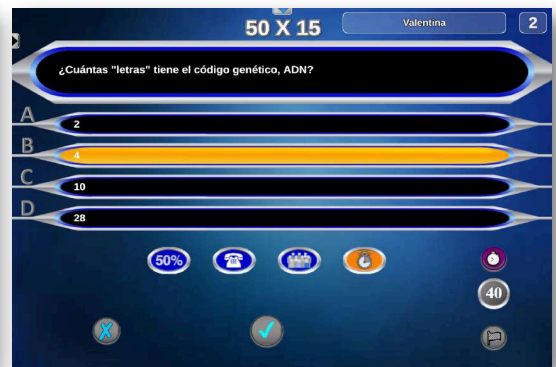 50 X 15
Valentina
2
¿Cuántas "letras" tiene el código genético, ADN?
A
2
B
4
C
10
D
28
50%
40